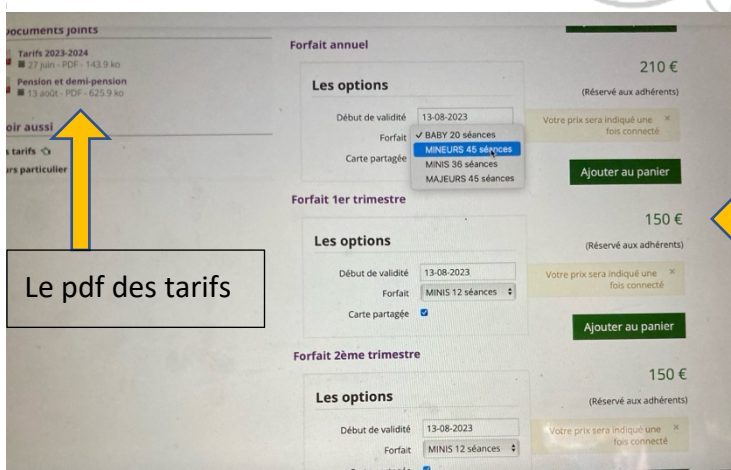 Documents joints
Tarifs 2023-2024
27 juin - PDF - 143.9 ko
Pension et demi-pension
13 août - PDF - 625.9 ko
oir aussi
s tarifs
urs particulier
Le pdf des tarifs
Forfait annuel
210 €
(Réservé aux adhérents)
Les options
Début de validité 13-08-2023
Forfait ✓ BABY 20 séances
MINEURS 45 séances
MINIS 36 séances
MAJEURS 45 séances
Carte partagée
Votre prix sera indiqué une fois connecté ×
Ajouter au panier
Forfait 1er trimestre
150 €
(Réservé aux adhérents)
Les options
Début de validité 13-08-2023
Forfait MINIS 12 séances
Carte partagée
Votre prix sera indiqué une fois connecté ×
Ajouter au panier
Forfait 2ème trimestre
150 €
(Réservé aux adhérents)
Les options
Début de validité 13-08-2023
Forfait MINIS 12 séances
Votre prix sera indiqué une fois connecté ×